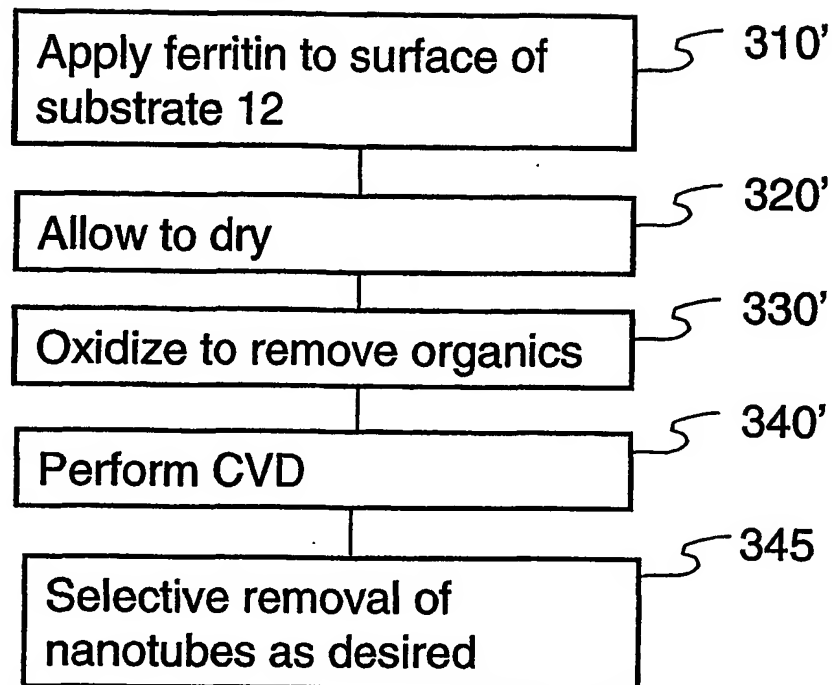 Apply ferritin to surface of
substrate 12
310'
Allow to dry
320'
Oxidize to remove organics
330'
Perform CVD
340'
Selective removal of
nanotubes as desired
345